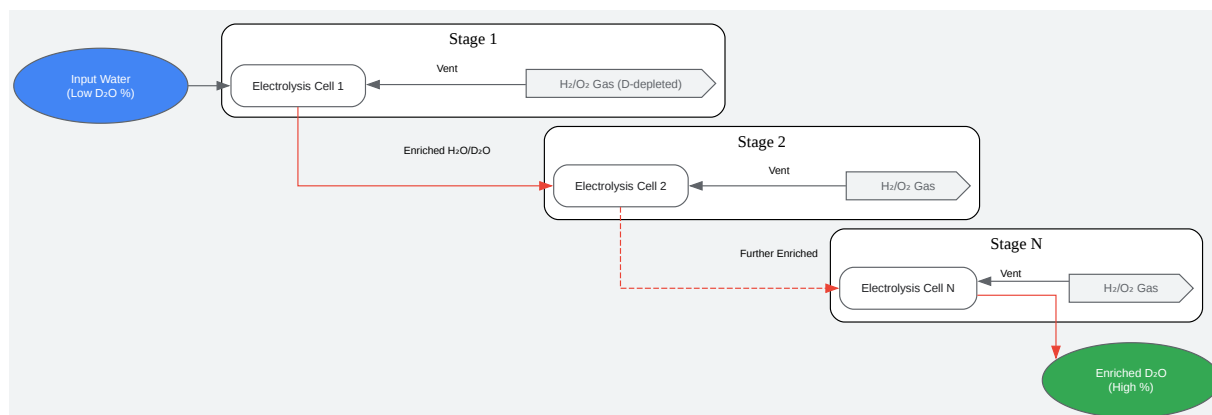 Stage 1
Input Water
(Low D₂O %)
Electrolysis Cell 1
Vent
H₂/O₂ Gas (D-depleted)
Enriched H₂O/D₂O
Stage 2
Electrolysis Cell 2
Vent
H₂/O₂ Gas
Further Enriched
Stage N
Electrolysis Cell N
Vent
H₂/O₂ Gas
Enriched D₂O
(High %)